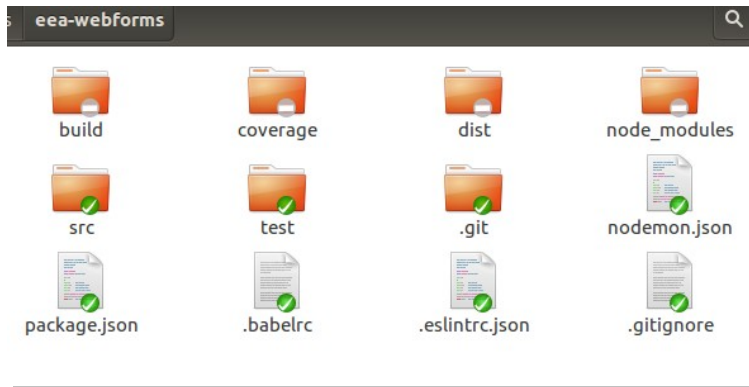 eea-webforms
build coverage dist node_modules
src test .git nodemon.json
package.json .babelrc .eslintrc.json .gitignore